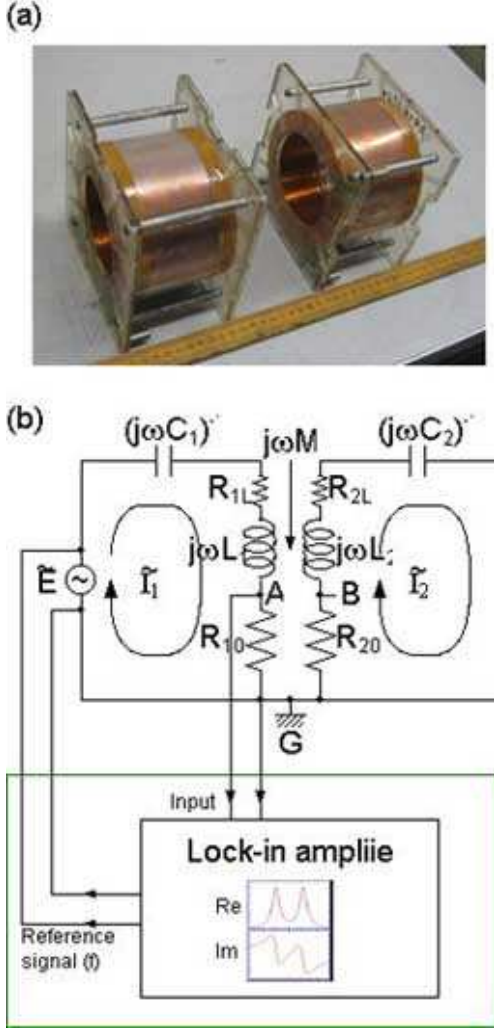 (a)
(b)
(jωC₁)⁻
jωM
(jωC₂)⁻
R₁L
R₂L
jωL
jωL₂
Ẽ
Ĩ₁
A
B
Ĩ₂
R₁₀
R₂₀
G
Input
Lock-in ampliie
Re
Reference
signal (f)
Im